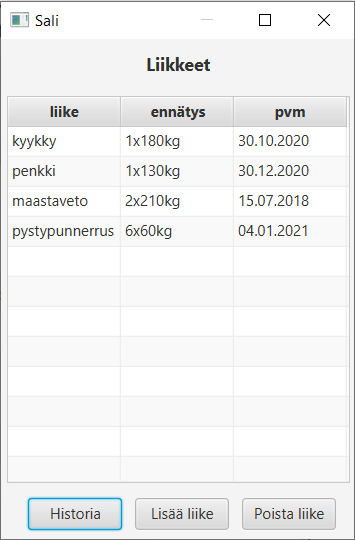 Sali
Liikkeet
liike ennätys pvm
kyykky 1x180kg 30.10.2020
penkki 1x130kg 30.12.2020
maastaveto 2x210kg 15.07.2018
pystypunnerrus 6x60kg 04.01.2021
Historia Lisää liike Poista liike